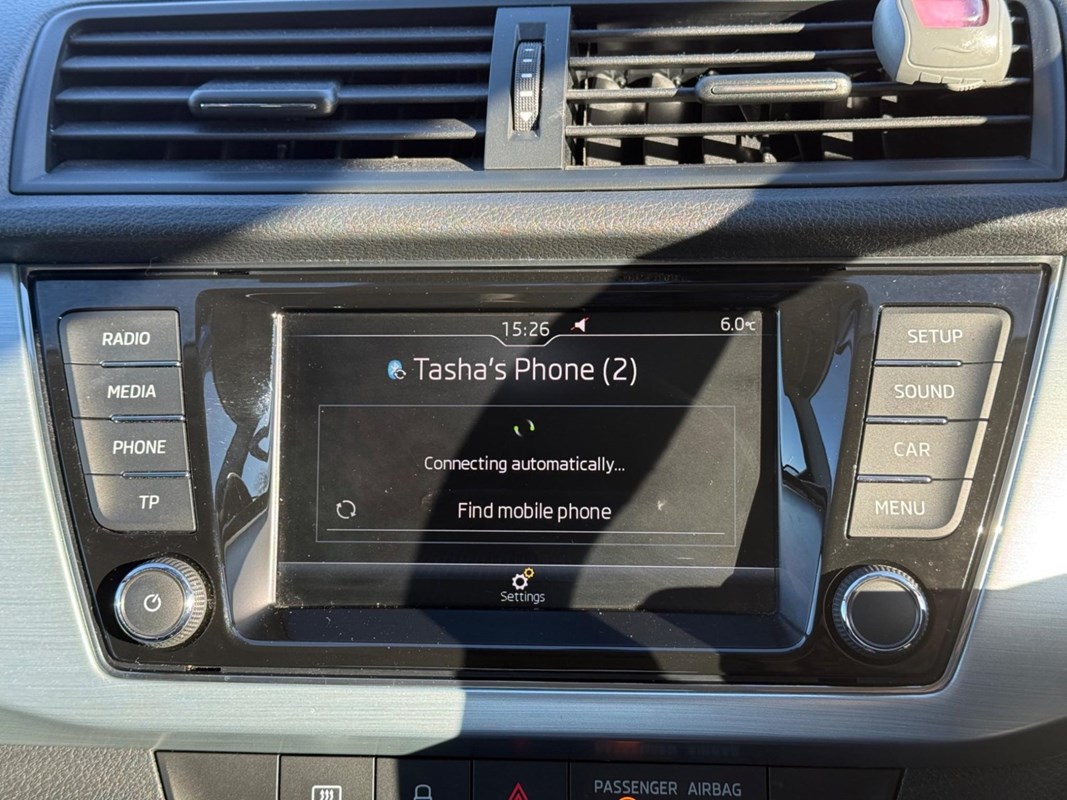 15:26
6.0°C
RADIO
MEDIA
PHONE
TP
Tasha's Phone (2)
Connecting automatically...
Find mobile phone
Settings
SETUP
SOUND
CAR
MENU
PASSENGER AIRBAG